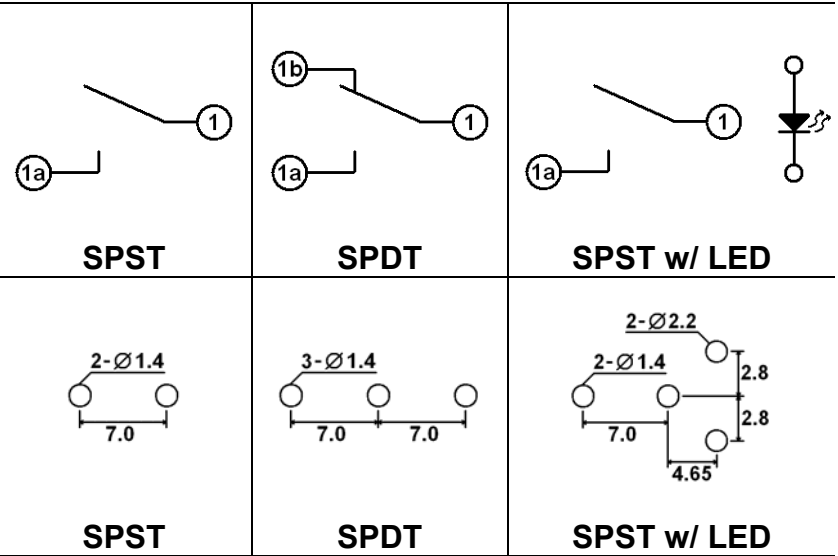 1
1a
SPST
1b
1
1a
SPDT
1
1a
SPST w/ LED
2-Ø1.4
7.0
SPST
3-Ø1.4
7.0 7.0
SPDT
2-Ø2.2
2-Ø1.4
2.8
7.0
2.8
4.65
SPST w/ LED